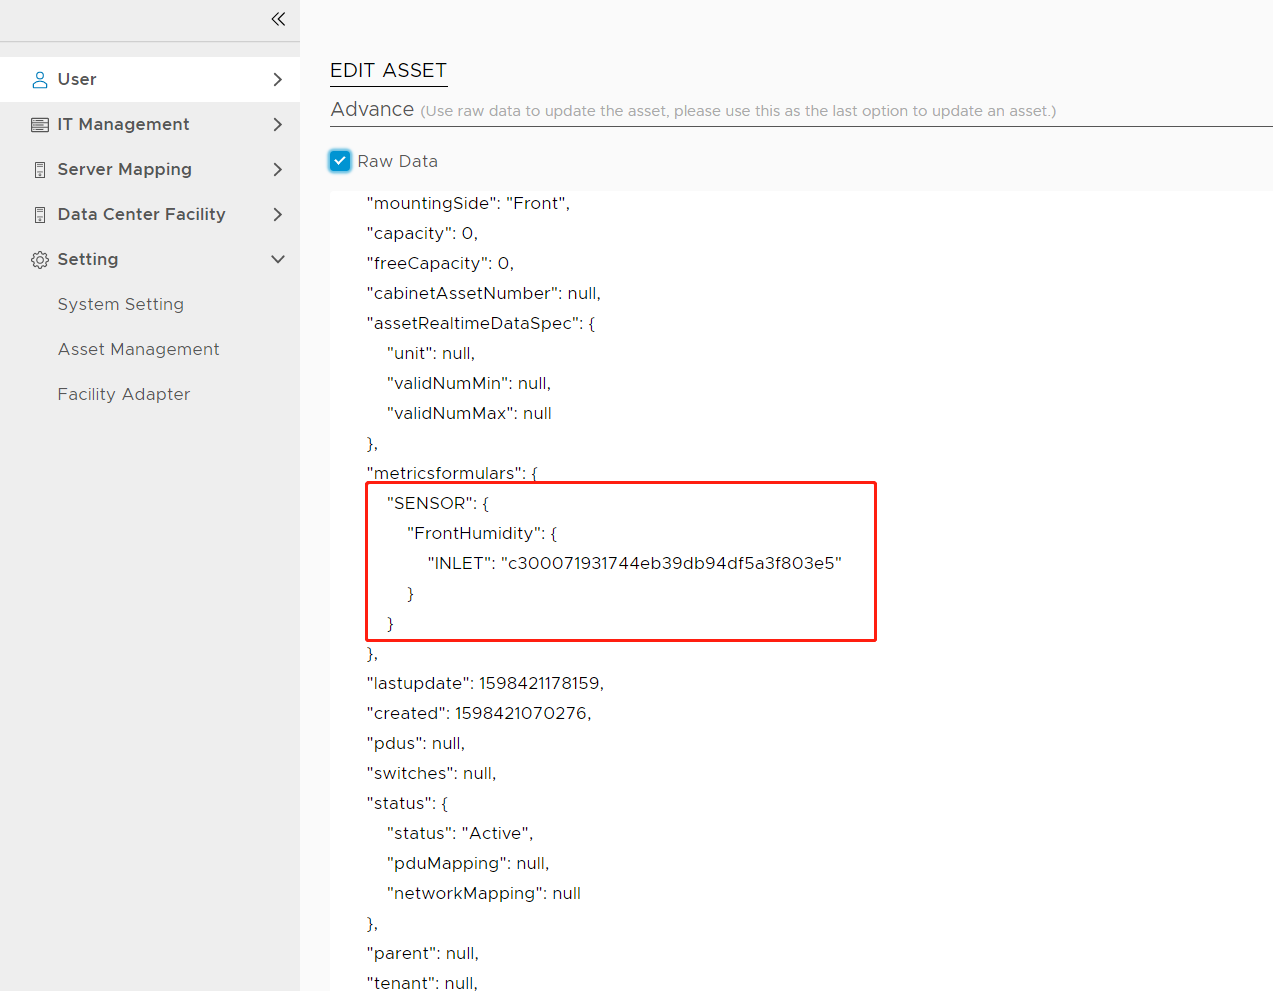 User
IT Management
Server Mapping
Data Center Facility
Setting
System Setting
Asset Management
Facility Adapter
EDIT ASSET
Advance (Use raw data to update the asset, please use this as the last option to update an asset.)
Raw Data
"mountingSide": "Front",
"capacity": 0,
"freeCapacity": 0,
"cabinetAssetNumber": null,
"assetRealtimeDataSpec": {
"unit": null,
"validNumMin": null,
"validNumMax": null
},
"metricsformulars": {
"SENSOR": {
"FrontHumidity": {
"INLET": "c300071931744eb39db94df5a3f803e5"
}
}
},
"lastupdate": 1598421178159,
"created": 1598421070276,
"pdus": null,
"switches": null,
"status": {
"status": "Active",
"pduMapping": null,
"networkMapping": null
},
"parent": null,
"tenant": null,